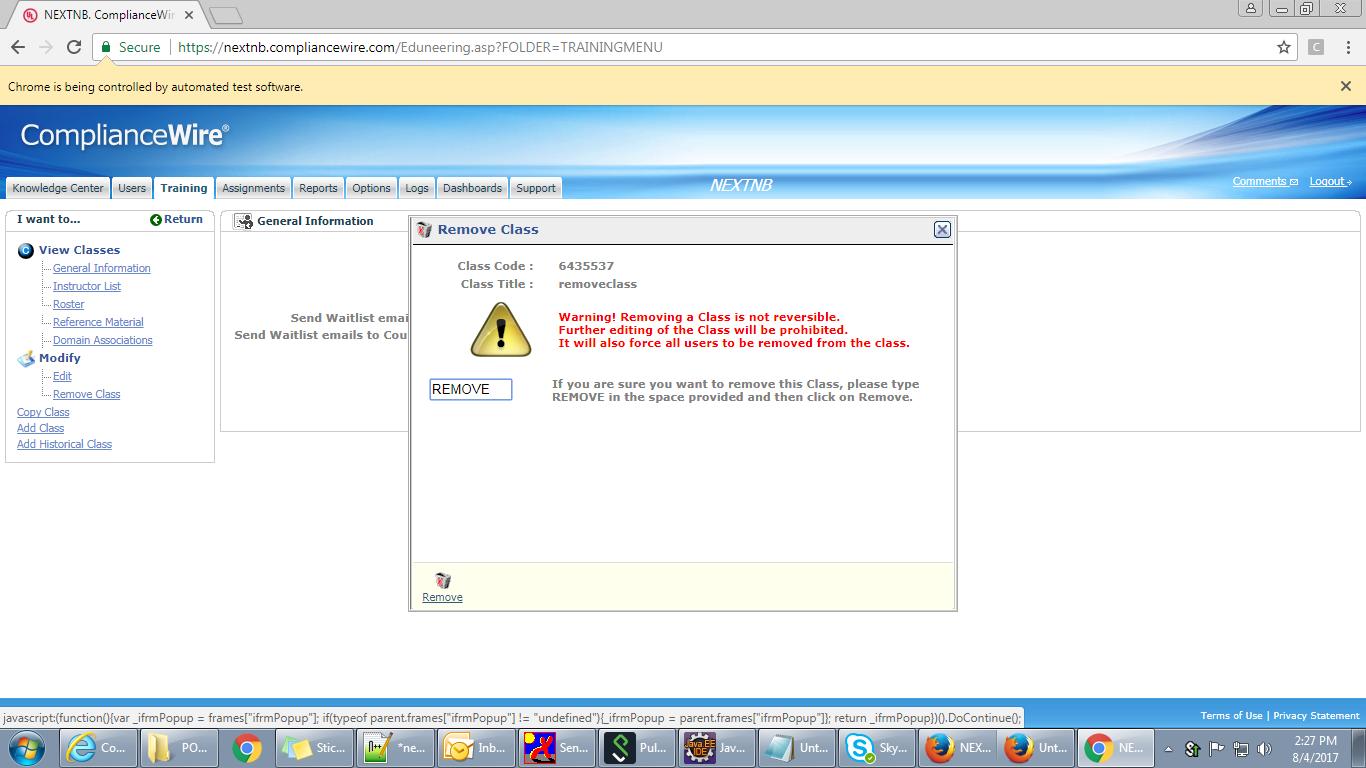 NEXTNB. ComplianceWir
Secure
https://nextnb.compliancewire.com/Eduneering.asp?FOLDER=TRAININGMENU
C
Chrome is being controlled by automated test software.
ComplianceWire®
Knowledge Center
Users
Training
Assignments
Reports
Options
Logs
Dashboards
Support
NEXTNB
Comments
Logout
I want to...
Return
View Classes
General Information
Instructor List
Roster
Reference Material
Domain Associations
Modify
Edit
Remove Class
Copy Class
Add Class
Add Historical Class
General Information
Send Waitlist emai
Send Waitlist emails to Cou
Remove Class
Class Code : 6435537
Class Title : removeclass
Warning! Removing a Class is not reversible.
Further editing of the Class will be prohibited.
It will also force all users to be removed from the class.
REMOVE
If you are sure you want to remove this Class, please type
REMOVE in the space provided and then click on Remove.
Remove
javascript:(function(){var _ifrmPopup = frames["ifrmPopup"]; if(typeof parent.frames["ifrmPopup"] != "undefined"){_ifrmPopup = parent.frames["ifrmPopup"]}; return _ifrmPopup})().DoContinue();
Terms of Use | Privacy Statement
Co...
PO...
Stic...
*ne...
Inb...
Sen...
Pul...
Jav...
Unt...
Sky...
NEX...
Unt...
NE...
2:27 PM
8/4/2017